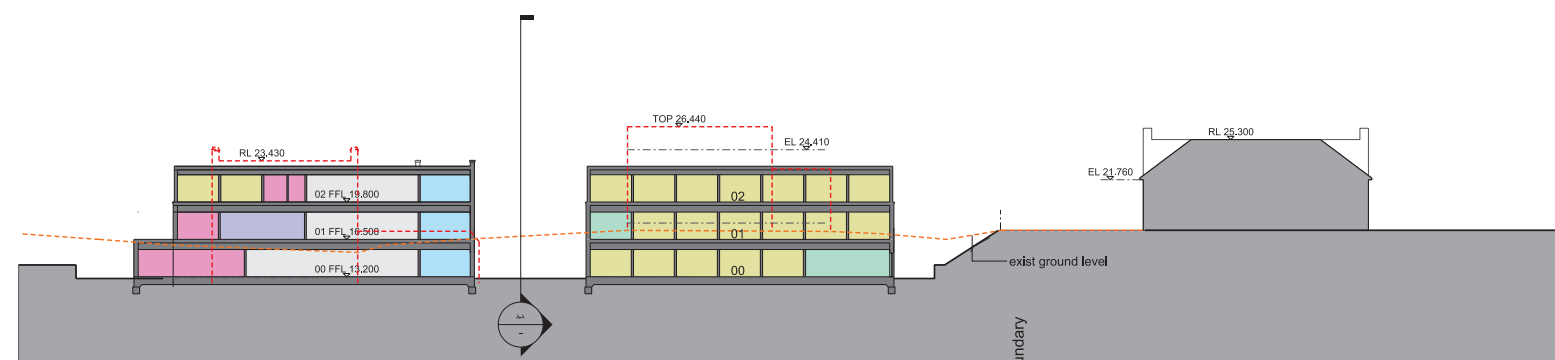 TOP 26.440
EL 24.410
RL 23.430
RL 25.300
EL 21.760
02 FFL 19.800
02
01 FFL 16.500
01
00 FFL 13.200
00
exist ground level
A-A
undary